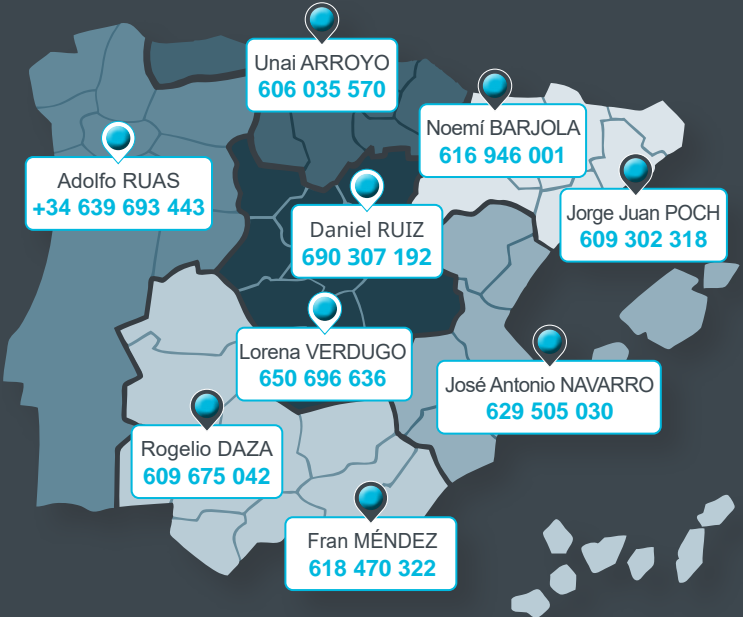 Unai ARROYO
606 035 570
Noemí BARJOLA
616 946 001
Adolfo RUAS
+34 639 693 443
Jorge Juan POCH
609 302 318
Daniel RUIZ
690 307 192
Lorena VERDUGO
650 696 636
José Antonio NAVARRO
629 505 030
Rogelio DAZA
609 675 042
Fran MÉNDEZ
618 470 322